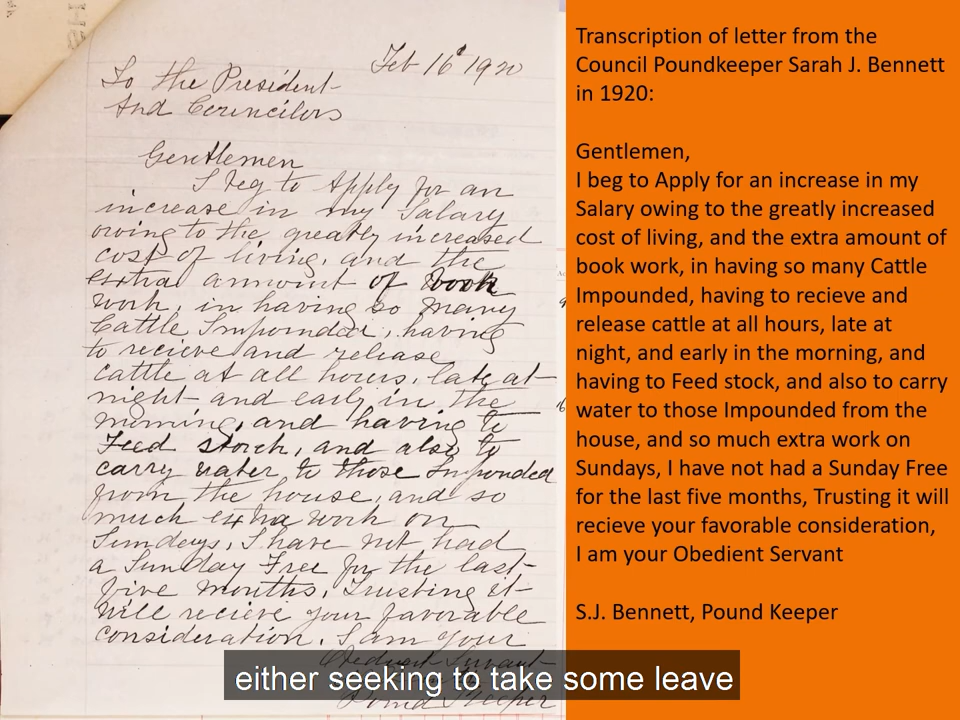 Feb 16 1920
To the President
And Councilors
Gentlemen
I beg to Apply for an
increase in my Salary
owing to the greatly increased
cost of living, and the
extra amount of book
work, in having so many
Cattle Impounded, having
to recieve and release
cattle at all hours, late at
night and early in the
morning, and having to
Feed stock, and also to
carry water to those Imponded
from the house, and so
much extra work on
Sundays, I have not had
a Sunday Free for the last
five months, Trusting it
will recieve your favorable
consideration. I am your
Obedient Servant
Pound Keeper
Transcription of letter from the
Council Poundkeeper Sarah J. Bennett
in 1920:
Gentlemen,
I beg to Apply for an increase in my
Salary owing to the greatly increased
cost of living, and the extra amount of
book work, in having so many Cattle
Impounded, having to recieve and
release cattle at all hours, late at
night, and early in the morning, and
having to Feed stock, and also to carry
water to those Impounded from the
house, and so much extra work on
Sundays, I have not had a Sunday Free
for the last five months, Trusting it will
recieve your favorable consideration,
I am your Obedient Servant
S.J. Bennett, Pound Keeper
either seeking to take some leave